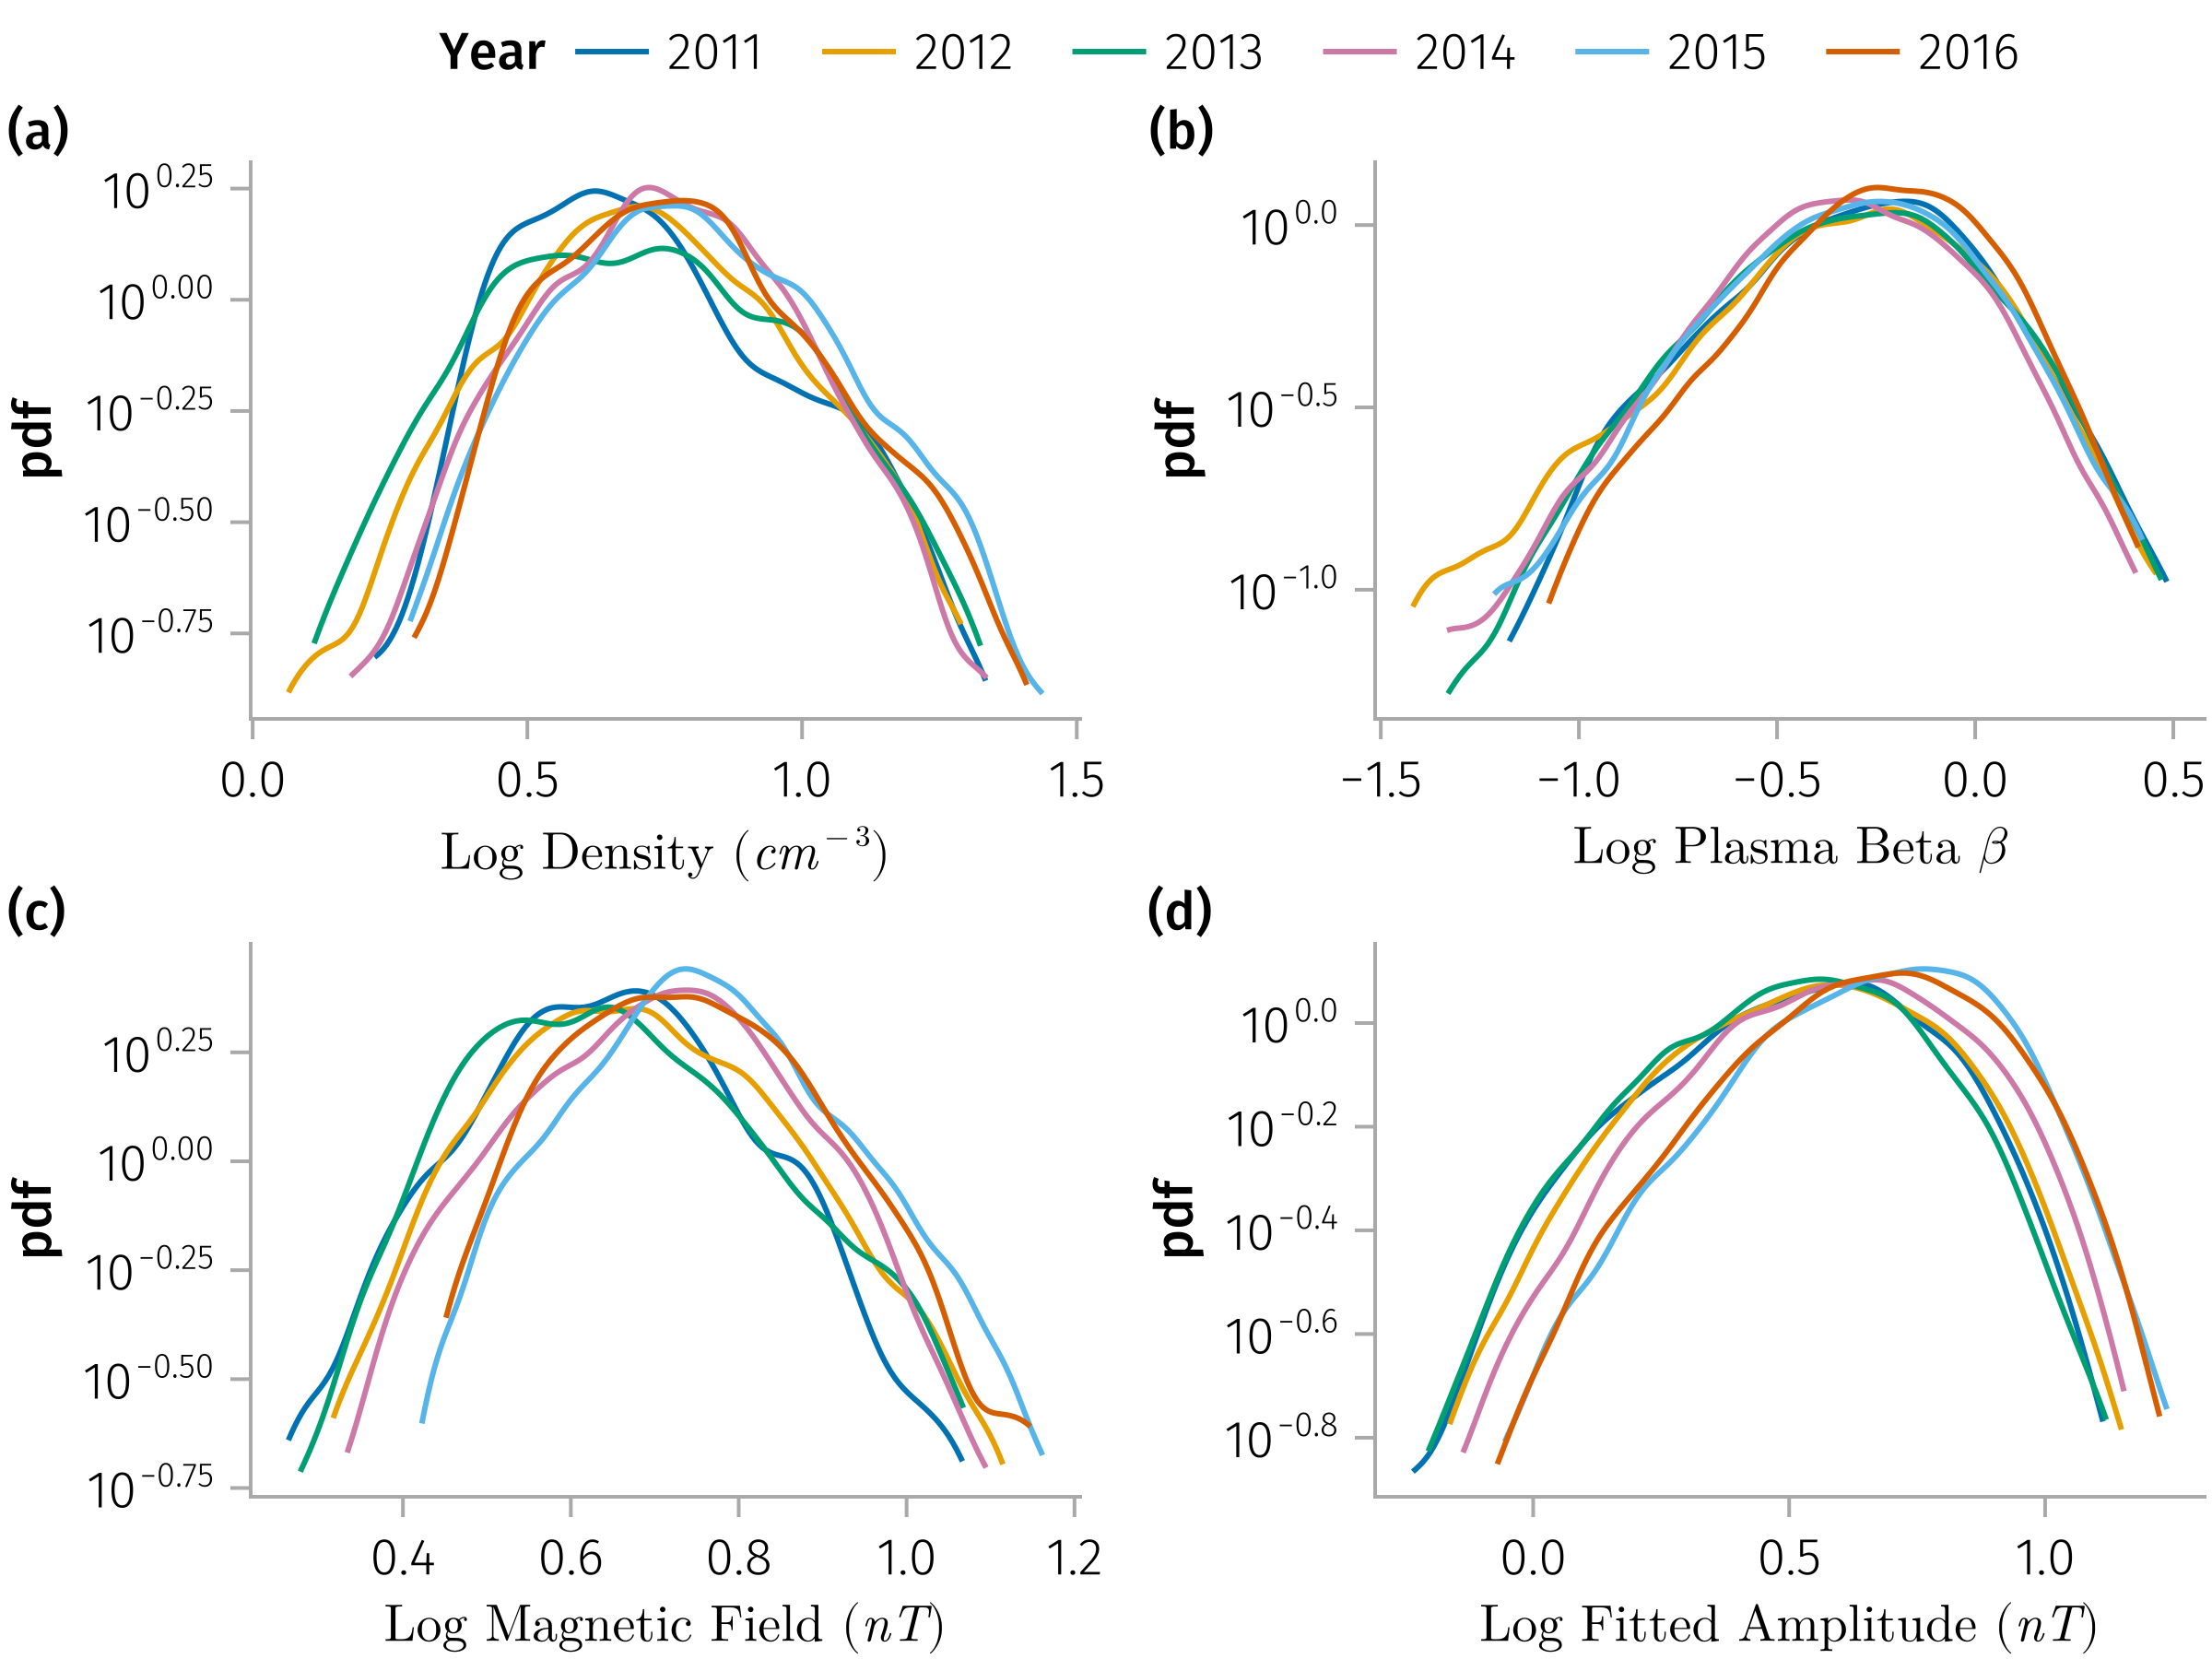 Year 2011 2012 2013 2014 2015 2016
(a)
10^0.25
10^0.00
10^−0.25
10^−0.50
10^−0.75
pdf
0.0 0.5 1.0 1.5
Log Density (cm^−3)
(b)
10^0.0
10^−0.5
10^−1.0
pdf
−1.5 −1.0 −0.5 0.0 0.5
Log Plasma Beta β
(c)
10^0.25
10^0.00
10^−0.25
10^−0.50
10^−0.75
pdf
0.4 0.6 0.8 1.0 1.2
Log Magnetic Field (nT)
(d)
10^0.0
10^−0.2
10^−0.4
10^−0.6
10^−0.8
pdf
0.0 0.5 1.0
Log Fitted Amplitude (nT)